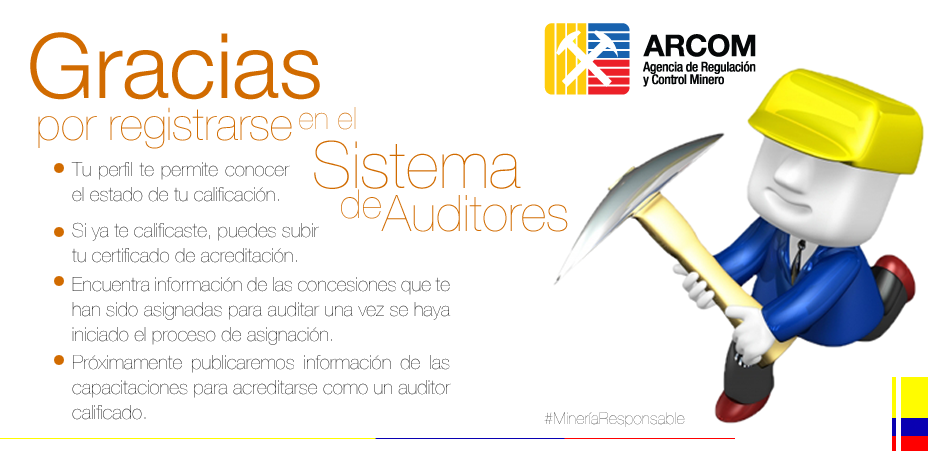 Gracias
por registrarse en el
Sistema
de Auditores
• Tu perfil te permite conocer
el estado de tu calificación.
• Si ya te calificaste, puedes subir
tu certificado de acreditación.
• Encuentra información de las concesiones que te
han sido asignadas para auditar una vez se haya
iniciado el proceso de asignación.
• Próximamente publicaremos información de las
capacitaciones para acreditarse como un auditor
calificado.
ARCOM
Agencia de Regulación
y Control Minero
#MineríaResponsable